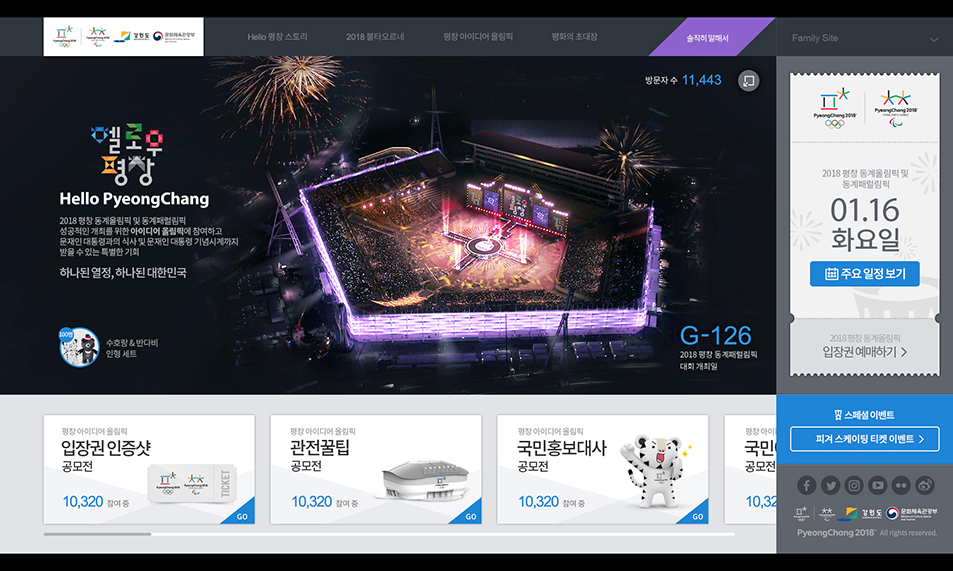 PyeongChang 2018
PyeongChang 2018
강원도
문화체육관광부
Hello 평창 스토리
2018 헬타오르네
평창 아이디어 올림픽
평화의 초대장
솔직히 말해서
Family Site
방문자 수 11,443
헬로우
평창
Hello PyeongChang
2018 평창 동계올림픽 및 동계패럴림픽
성공적인 개최를 위한 아이디어 올림픽에 참여하고
문재인 대통령과의 식사 및 문재인 대통령 기념시계까지
받을 수 있는 특별한 기회
하나된 열정, 하나된 대한민국
100명
수호랑 & 반다비
인형 세트
G-126
2018 평창 동계패럴림픽
대회 개최일
PyeongChang 2018
PyeongChang 2018
2018 평창 동계올림픽 및
동계패럴림픽
01.16
화요일
주요 일정 보기
2018 평창 동계올림픽
입장권 예매하기 >
스페셜 이벤트
피겨 스케이팅 티켓 이벤트 >
평창 아이디어 올림픽
입장권 인증샷
공모전
TICKET
10,320 참여 중
GO
평창 아이디어 올림픽
관전꿀팁
공모전
10,320 참여 중
GO
평창 아이디어 올림픽
국민홍보대사
공모전
10,320 참여 중
GO
평창 아이디어 올림픽
공모전
10,32
강원도
문화체육관광부
PyeongChang 2018 All rights reserved.